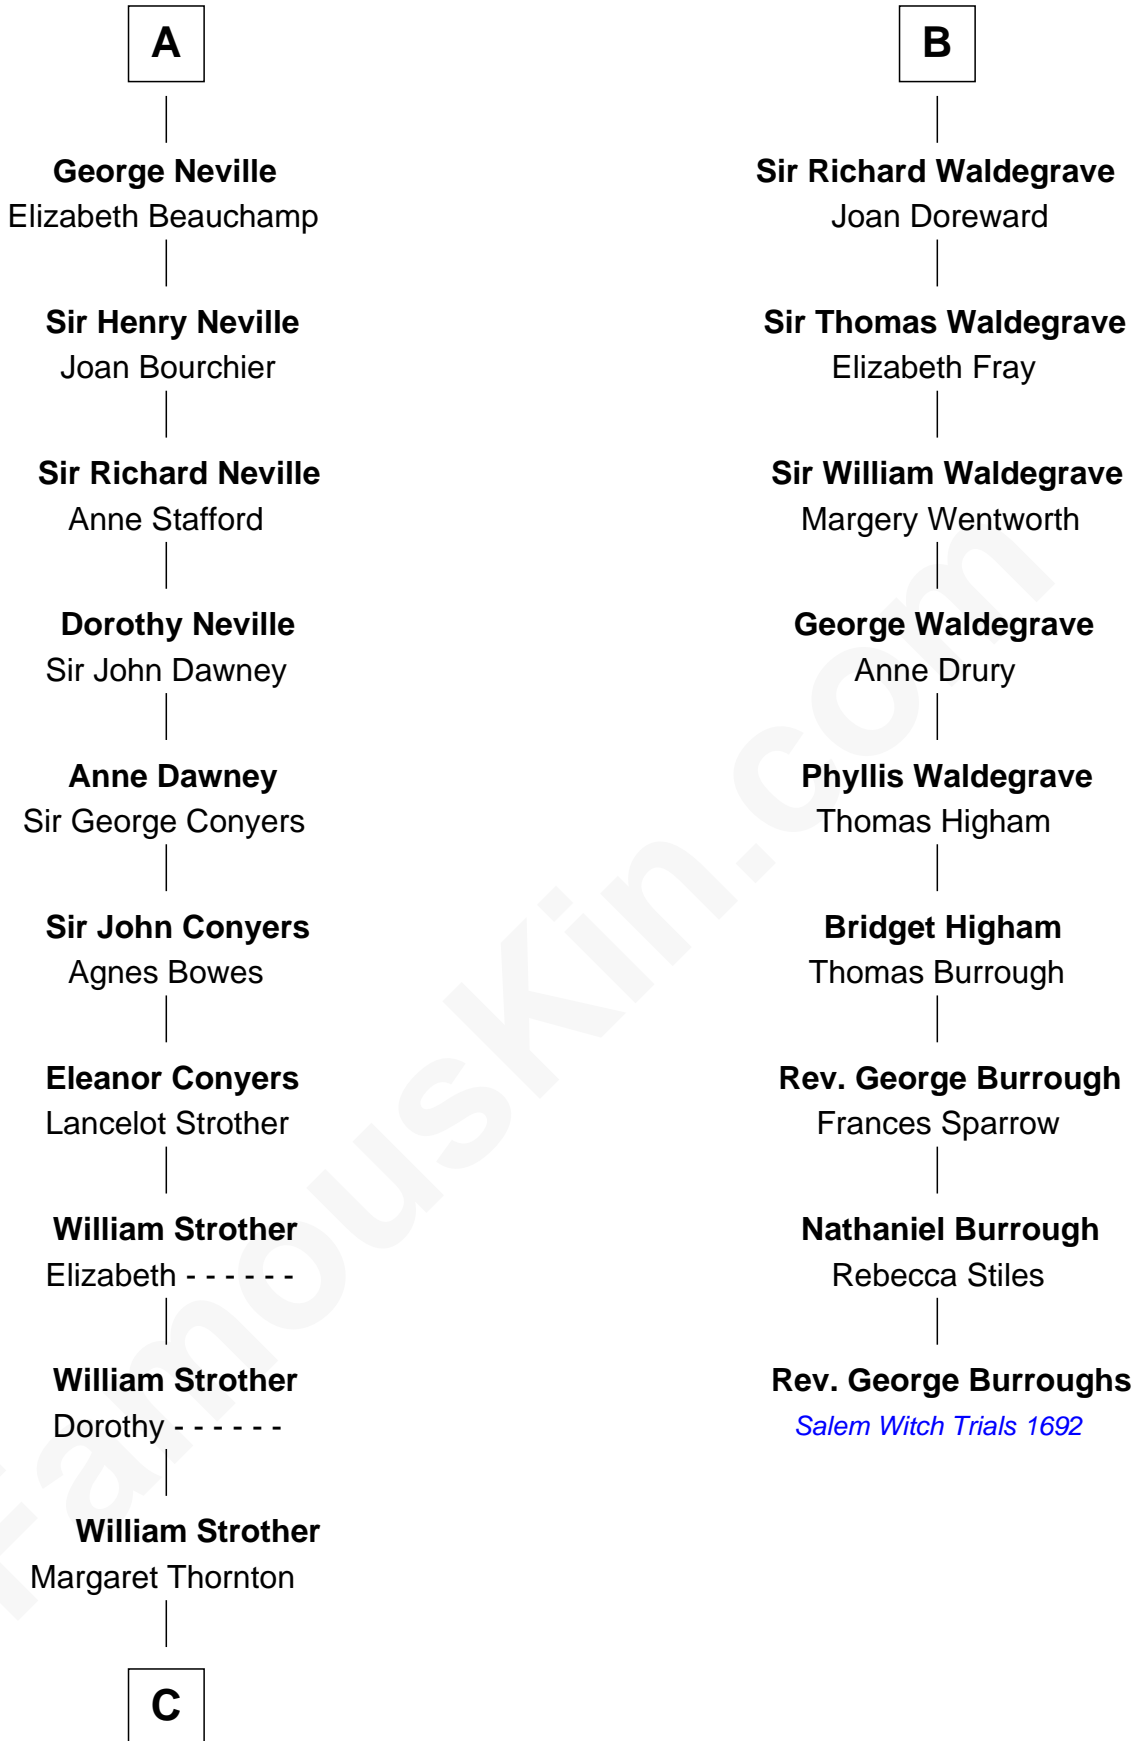 A
George Neville
Elizabeth Beauchamp
Sir Henry Neville
Joan Bourchier
Sir Richard Neville
Anne Stafford
Dorothy Neville
Sir John Dawney
Anne Dawney
Sir George Conyers
Sir John Conyers
Agnes Bowes
Eleanor Conyers
Lancelot Strother
William Strother
Elizabeth - - - - - -
William Strother
Dorothy - - - - - -
William Strother
Margaret Thornton
C
B
Sir Richard Waldegrave
Joan Doreward
Sir Thomas Waldegrave
Elizabeth Fray
Sir William Waldegrave
Margery Wentworth
George Waldegrave
Anne Drury
Phyllis Waldegrave
Thomas Higham
Bridget Higham
Thomas Burrough
Rev. George Burrough
Frances Sparrow
Nathaniel Burrough
Rebecca Stiles
Rev. George Burroughs
Salem Witch Trials 1692
FamousKin.com